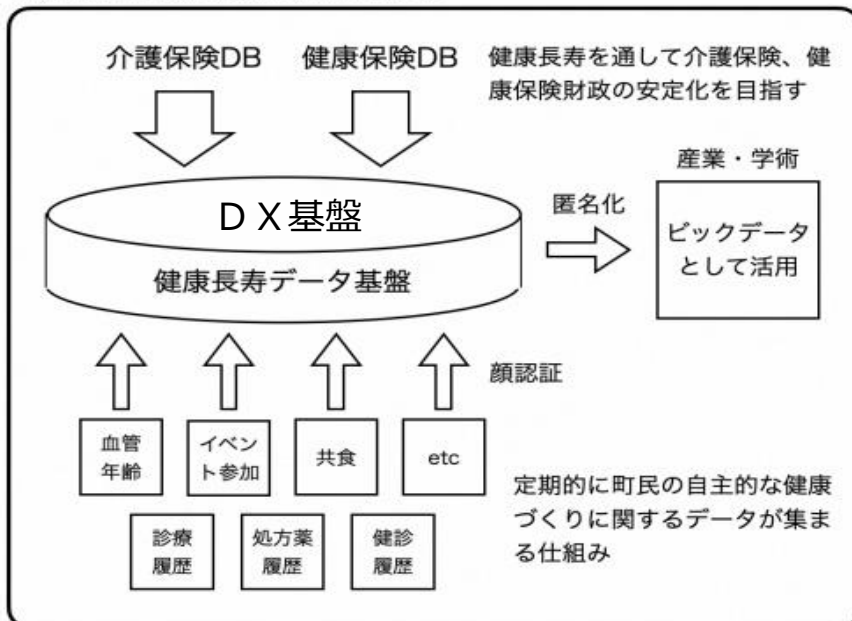 介護保険DB
健康保険DB
健康長寿を通して介護保険、健
康保険財政の安定化を目指す
産業・学術
DX基盤
匿名化
ビックデータ
として活用
健康長寿データ基盤
顔認証
血管
年齢
イベン
ト参加
共食
etc
定期的に町民の自主的な健康
づくりに関するデータが集ま
る仕組み
診療
履歴
処方薬
履歴
健診
履歴